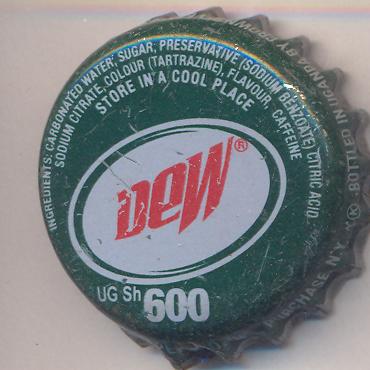 INGREDIENTS: CARBONATED WATER, SUGAR, PRESERVATIVE (SODIUM BENZOATE) CITRIC ACID,
SODIUM CITRATE, COLOUR (TARTRAZINE), FLAVOUR, CAFFEINE
STORE IN A COOL PLACE
DEW®
UG Sh 600
BOTTLED IN UGANDA BY
PURCHASE N.Y.